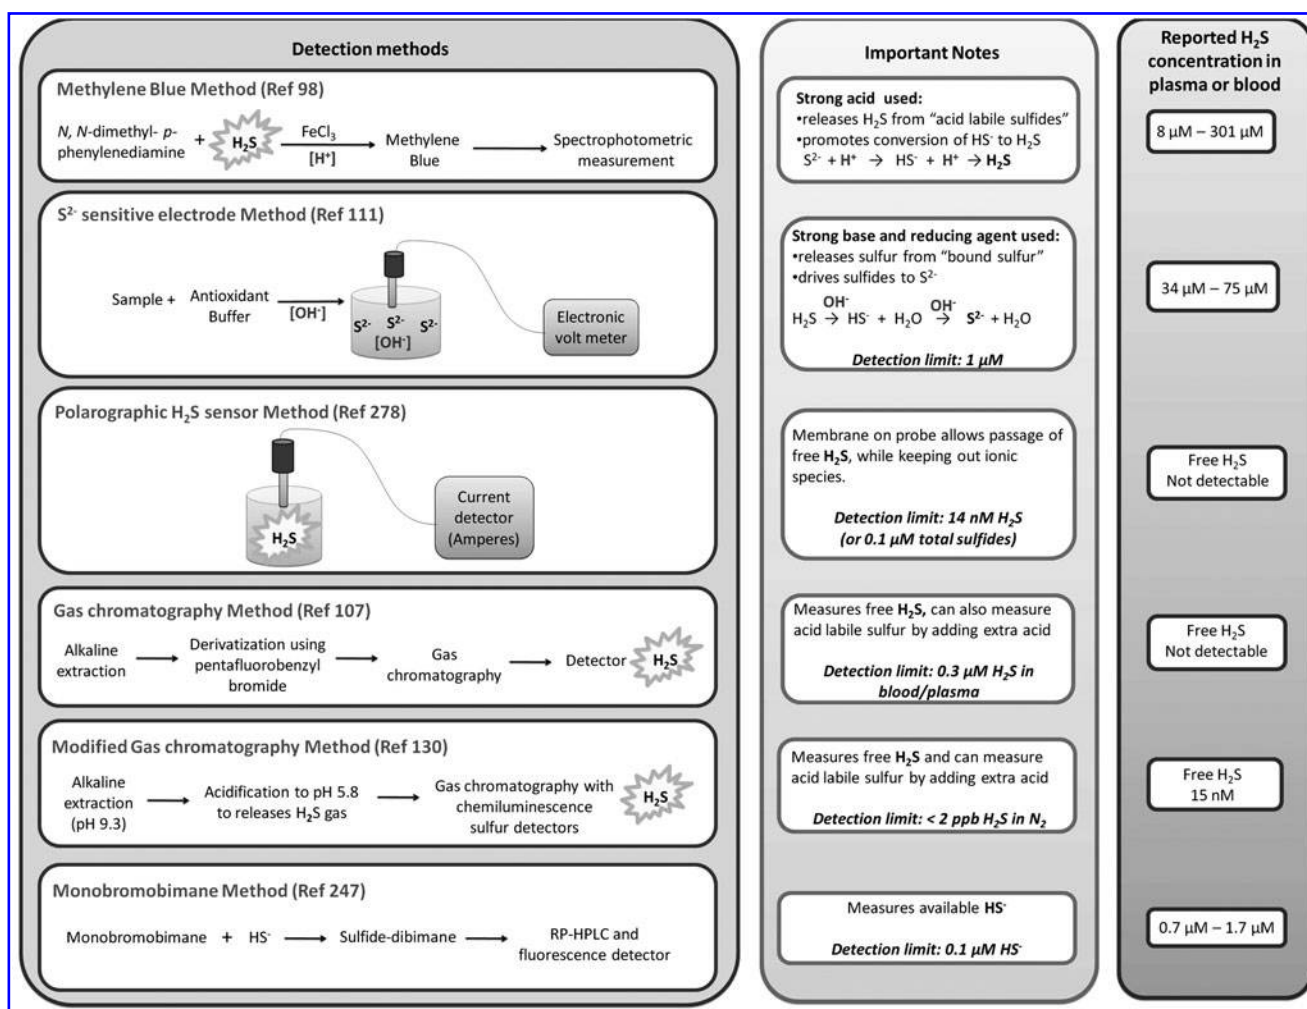 Detection methods
Methylene Blue Method (Ref 98)
N, N-dimethyl- p-
phenylenediamine
+
H₂S
FeCl₃
[H⁺]
Methylene
Blue
Spectrophotometric
measurement
S²⁻ sensitive electrode Method (Ref 111)
Sample +
Antioxidant
Buffer
[OH⁻]
S²⁻ S²⁻ S²⁻
[OH⁻]
Electronic
volt meter
Polarographic H₂S sensor Method (Ref 278)
H₂S
Current
detector
(Amperes)
Gas chromatography Method (Ref 107)
Alkaline
extraction
Derivatization using
pentafluorobenzyl
bromide
Gas
chromatography
Detector
H₂S
Modified Gas chromatography Method (Ref 130)
Alkaline
extraction
(pH 9.3)
Acidification to pH 5.8
to releases H₂S gas
Gas chromatography with
chemiluminescence
sulfur detectors
H₂S
Monobromobimane Method (Ref 247)
Monobromobimane + HS⁻
Sulfide-dibimane
RP-HPLC and
fluorescence detector
Important Notes
Strong acid used:
•releases H₂S from “acid labile sulfides”
•promotes conversion of HS⁻ to H₂S
S²⁻ + H⁺ → HS⁻ + H⁺ → H₂S
Strong base and reducing agent used:
•releases sulfur from “bound sulfur”
•drives sulfides to S²⁻
OH⁻ OH⁻
H₂S → HS⁻ + H₂O → S²⁻ + H₂O
Detection limit: 1 µM
Membrane on probe allows passage of
free H₂S, while keeping out ionic
species.
Detection limit: 14 nM H₂S
(or 0.1 µM total sulfides)
Measures free H₂S, can also measure
acid labile sulfur by adding extra acid
Detection limit: 0.3 µM H₂S in
blood/plasma
Measures free H₂S and can measure
acid labile sulfur by adding extra acid
Detection limit: < 2 ppb H₂S in N₂
Measures available HS⁻
Detection limit: 0.1 µM HS⁻
Reported H₂S
concentration in
plasma or blood
8 µM – 301 µM
34 µM – 75 µM
Free H₂S
Not detectable
Free H₂S
Not detectable
Free H₂S
15 nM
0.7 µM – 1.7 µM